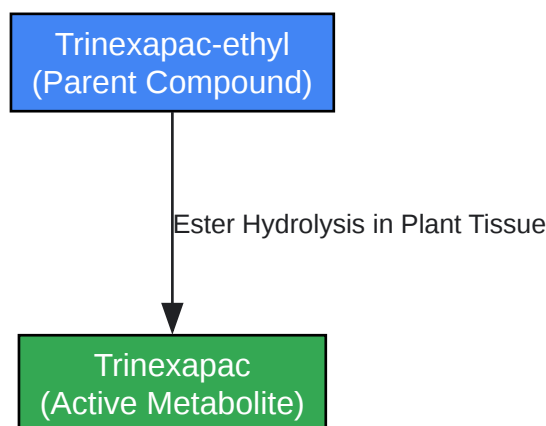 Trinexapac-ethyl
(Parent Compound)
Ester Hydrolysis in Plant Tissue
Trinexapac
(Active Metabolite)